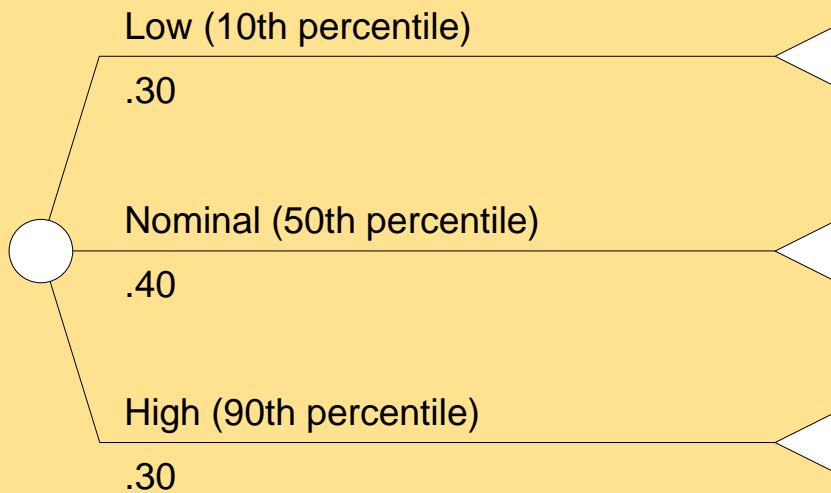 Low (10th percentile)
.30
Nominal (50th percentile)
.40
High (90th percentile)
.30